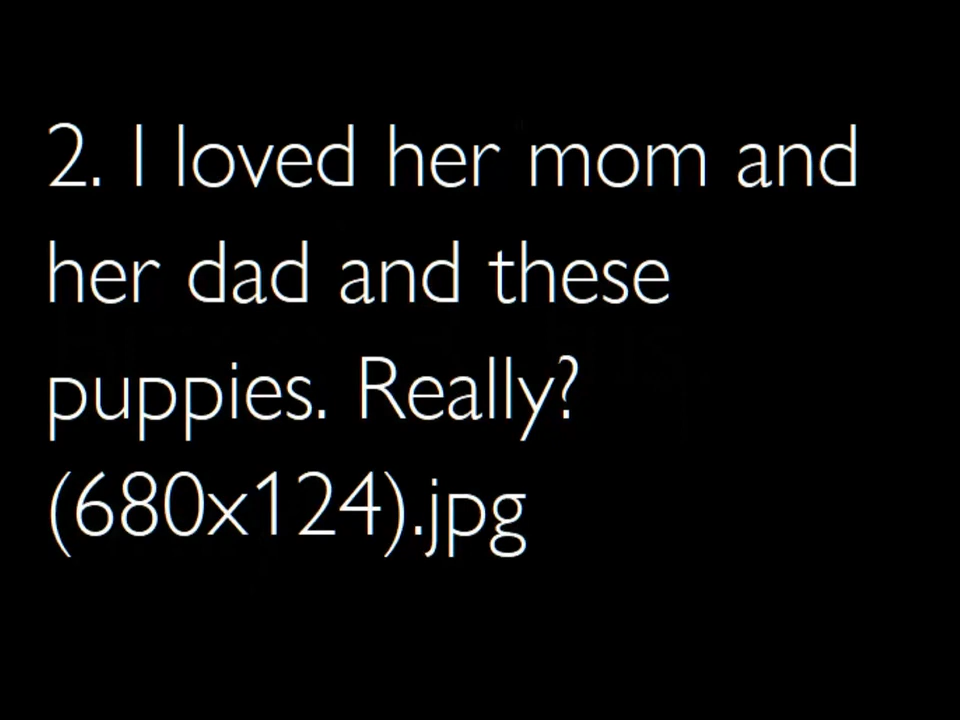 2. I loved her mom and
her dad and these
puppies. Really?
(680x124).jpg